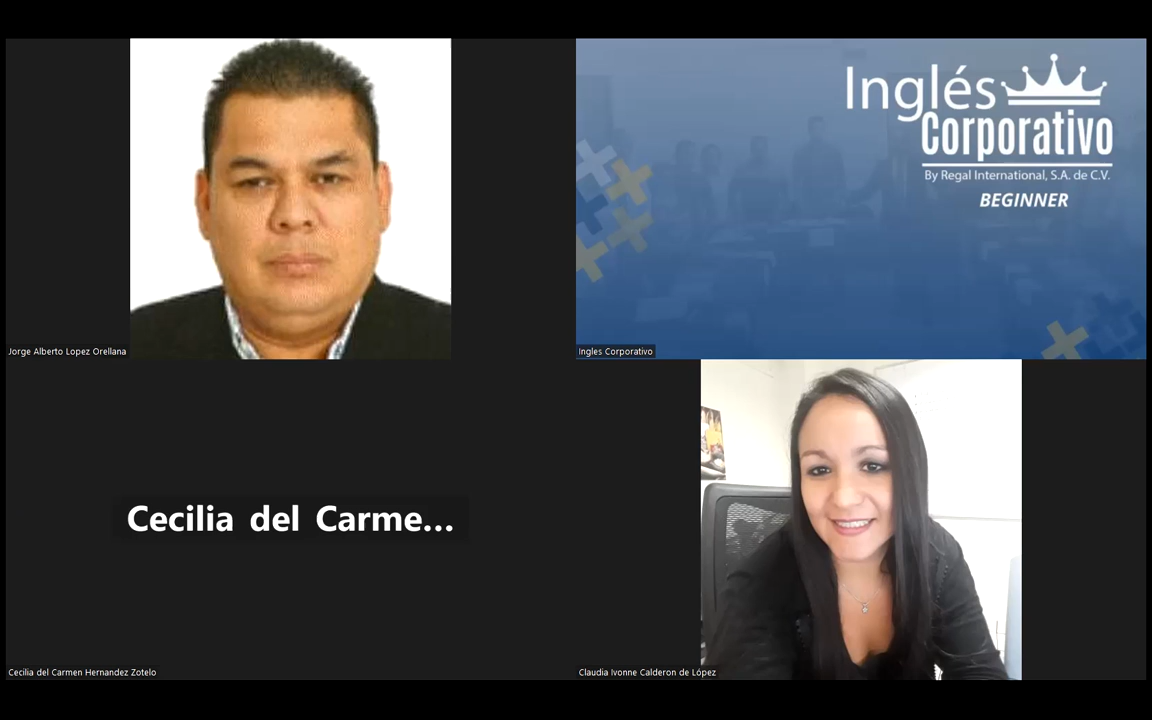 Inglés
Corporativo
By Regal International, S.A. de C.V.
BEGINNER
Jorge Alberto Lopez Orellana
Ingles Corporativo
Cecilia del Carme...
Cecilia del Carmen Hernandez Zotelo
Claudia Ivonne Calderon de López